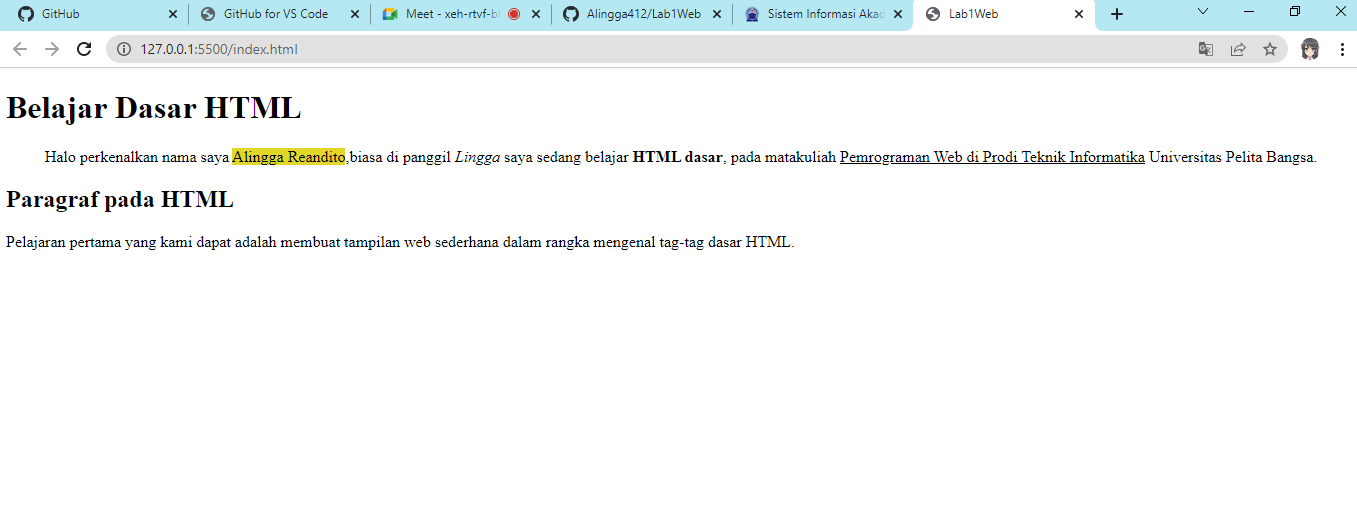 GitHub
GitHub for VS Code
Meet - xeh-rtvf-b
Alingga412/Lab1Web
Sistem Informasi Akad
Lab1Web
127.0.0.1:5500/index.html
Belajar Dasar HTML
Halo perkenalkan nama saya Alingga Reandito,biasa di panggil Lingga saya sedang belajar HTML dasar, pada matakuliah Pemrograman Web di Prodi Teknik Informatika Universitas Pelita Bangsa.
Paragraf pada HTML
Pelajaran pertama yang kami dapat adalah membuat tampilan web sederhana dalam rangka mengenal tag-tag dasar HTML.